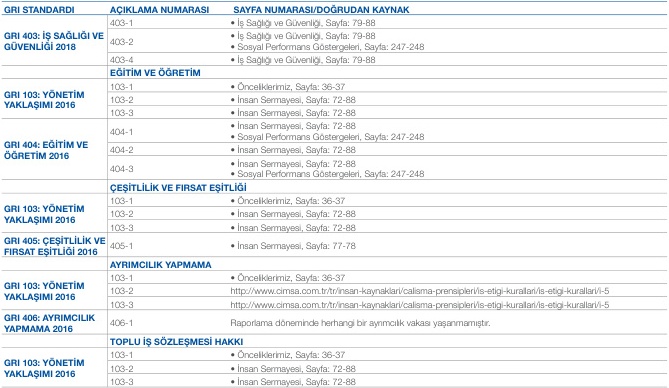 GRI STANDARDI AÇIKLAMA NUMARASI SAYFA NUMARASI/DOĞRUDAN KAYNAK
GRI 403: İŞ SAĞLIĞI VE GÜVENLİĞİ 2018
403-1 • İş Sağlığı ve Güvenliği, Sayfa: 79-88
403-2 • İş Sağlığı ve Güvenliği, Sayfa: 79-88
• Sosyal Performans Göstergeleri, Sayfa: 247-248
403-4 • İş Sağlığı ve Güvenliği, Sayfa: 79-88
EĞİTİM VE ÖĞRETİM
GRI 103: YÖNETİM YAKLAŞIMI 2016
103-1 • Önceliklerimiz, Sayfa: 36-37
103-2 • İnsan Sermayesi, Sayfa: 72-88
103-3 • İnsan Sermayesi, Sayfa: 72-88
GRI 404: EĞİTİM VE ÖĞRETİM 2016
404-1 • İnsan Sermayesi, Sayfa: 72-88
• Sosyal Performans Göstergeleri, Sayfa: 247-248
404-2 • İnsan Sermayesi, Sayfa: 72-88
404-3 • İnsan Sermayesi, Sayfa: 72-88
• Sosyal Performans Göstergeleri, Sayfa: 247-248
ÇEŞİTLİLİK VE FIRSAT EŞİTLİĞİ
GRI 103: YÖNETİM YAKLAŞIMI 2016
103-1 • Önceliklerimiz, Sayfa: 36-37
103-2 • İnsan Sermayesi, Sayfa: 72-88
103-3 • İnsan Sermayesi, Sayfa: 72-88
GRI 405: ÇEŞİTLİLİK VE FIRSAT EŞİTLİĞİ 2016
405-1 • İnsan Sermayesi, Sayfa: 77-78
AYRIMCILIK YAPMAMA
GRI 103: YÖNETİM YAKLAŞIMI 2016
103-1 • Önceliklerimiz, Sayfa: 36-37
103-2 http://www.cimsa.com.tr/tr/insan-kaynaklari/calisma-prensipleri/is-etigi-kurallari/is-etigi-kurallari/i-5
103-3 http://www.cimsa.com.tr/tr/insan-kaynaklari/calisma-prensipleri/is-etigi-kurallari/is-etigi-kurallari/i-5
GRI 406: AYRIMCILIK YAPMAMA 2016
406-1 Raporlama döneminde herhangi bir ayrımcılık vakası yaşanmamıştır.
TOPLU İŞ SÖZLEŞMESİ HAKKI
GRI 103: YÖNETİM YAKLAŞIMI 2016
103-1 • Önceliklerimiz, Sayfa: 36-37
103-2 • İnsan Sermayesi, Sayfa: 72-88
103-3 • İnsan Sermayesi, Sayfa: 72-88